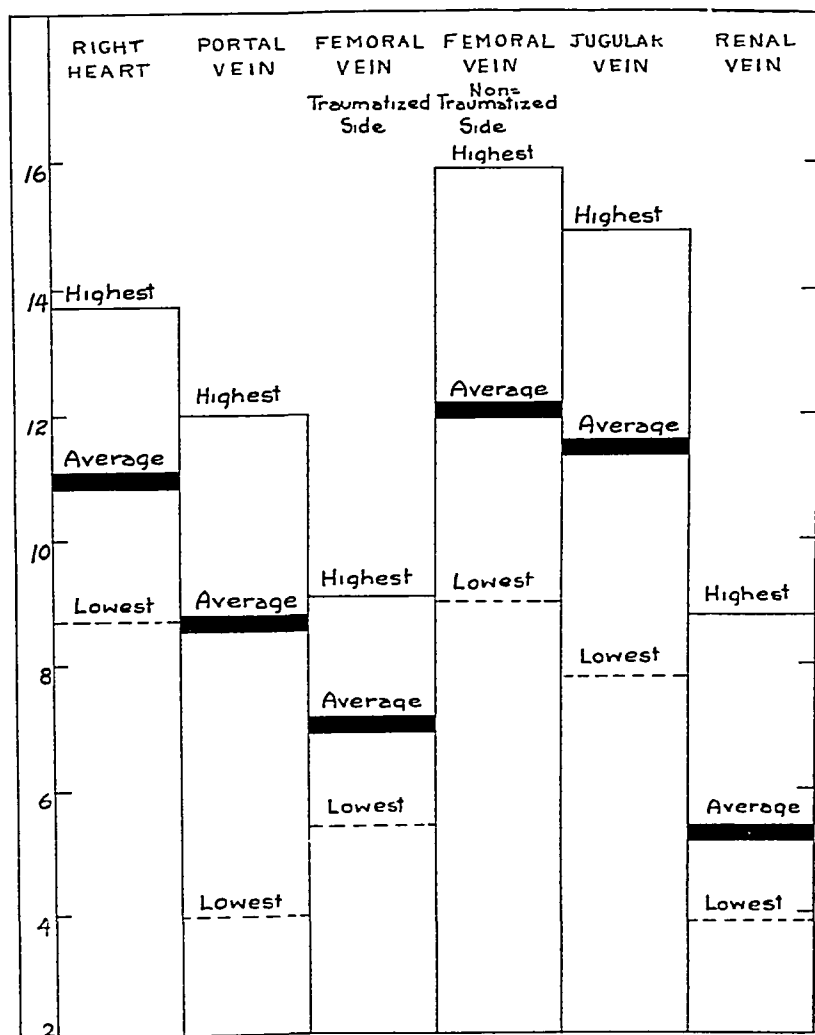 RIGHT
HEART
PORTAL
VEIN
FEMORAL
VEIN
Traumatized
Side
FEMORAL
VEIN
Non-
Traumatized
Side
JUGULAR
VEIN
RENAL
VEIN
16
14
12
10
8
6
4
2
Highest
Average
Lowest
Highest
Average
Lowest
Highest
Average
Lowest
Highest
Average
Lowest
Highest
Average
Lowest
Highest
Average
Lowest